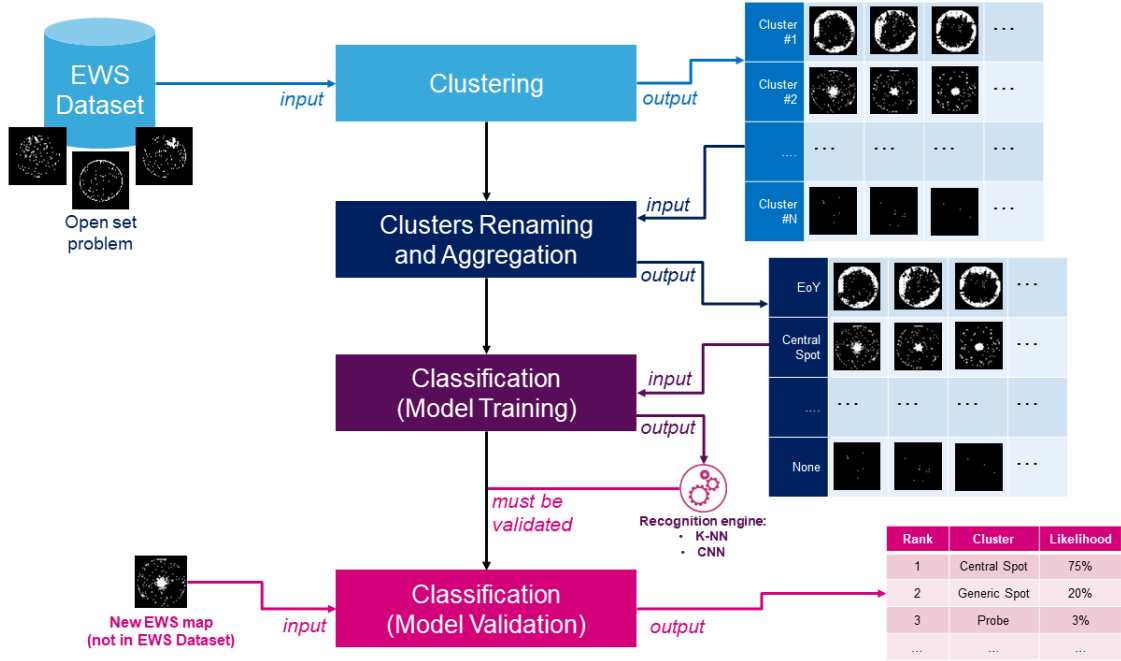 EWS
Dataset
Open set
problem
input
Clustering
output
Cluster
#1
...
Cluster
#2
...
....
...
...
...
...
Cluster
#N
...
input
Clusters Renaming
and Aggregation
output
EoY
...
Central
Spot
...
....
...
...
...
...
None
...
input
Classification
(Model Training)
output
must be
validated
Recognition engine:
• K-NN
• CNN
New EWS map
(not in EWS Dataset)
input
Classification
(Model Validation)
output
Rank Cluster Likelihood
1 Central Spot 75%
2 Generic Spot 20%
3 Probe 3%
... ... ...